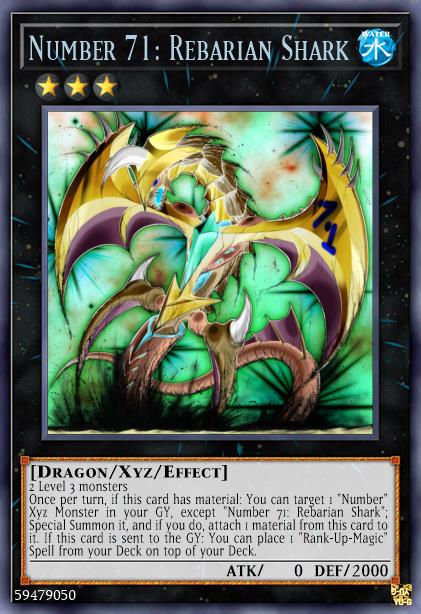 Number 71: Rebarian Shark
WATER
水
71
[Dragon/Xyz/Effect]
2 Level 3 monsters
Once per turn, if this card has material: You can target 1 "Number"
Xyz Monster in your GY, except "Number 71: Rebarian Shark";
Special Summon it, and if you do, attach 1 material from this card to
it. If this card is sent to the GY: You can place 1 "Rank-Up-Magic"
Spell from your Deck on top of your Deck.
ATK/ 0 DEF/2000
59479050